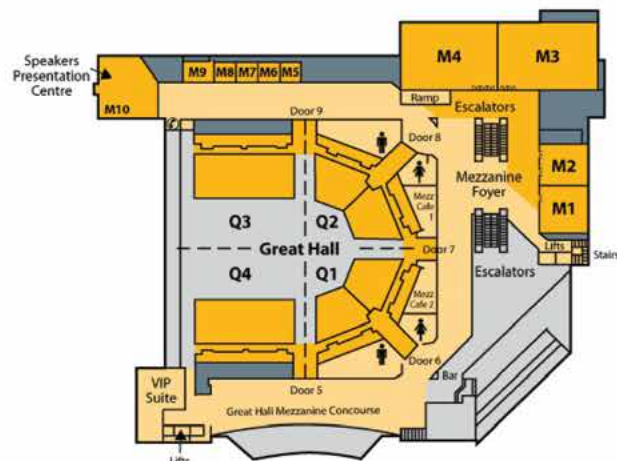 Speakers
Presentation
Centre
M10
M9
M8
M7
M6
M5
M4
M3
Ramp
Escalators
Door 9
Door 8
M2
M1
Mezzanine
Foyer
Mezz
Cafe
1
Q3
Q2
Great Hall
Door 7
Lifts
Stairs
Q4
Q1
Escalators
Mezz
Cafe 2
Door 6
Bar
Door 5
VIP
Suite
Great Hall Mezzanine Concourse
Lifts